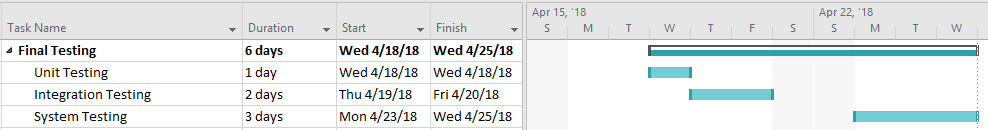 Apr 15, '18 Apr 22, '18
Task Name Duration Start Finish S M T W T F S S M T W
Final Testing 6 days Wed 4/18/18 Wed 4/25/18
Unit Testing 1 day Wed 4/18/18 Wed 4/18/18
Integration Testing 2 days Thu 4/19/18 Fri 4/20/18
System Testing 3 days Mon 4/23/18 Wed 4/25/18